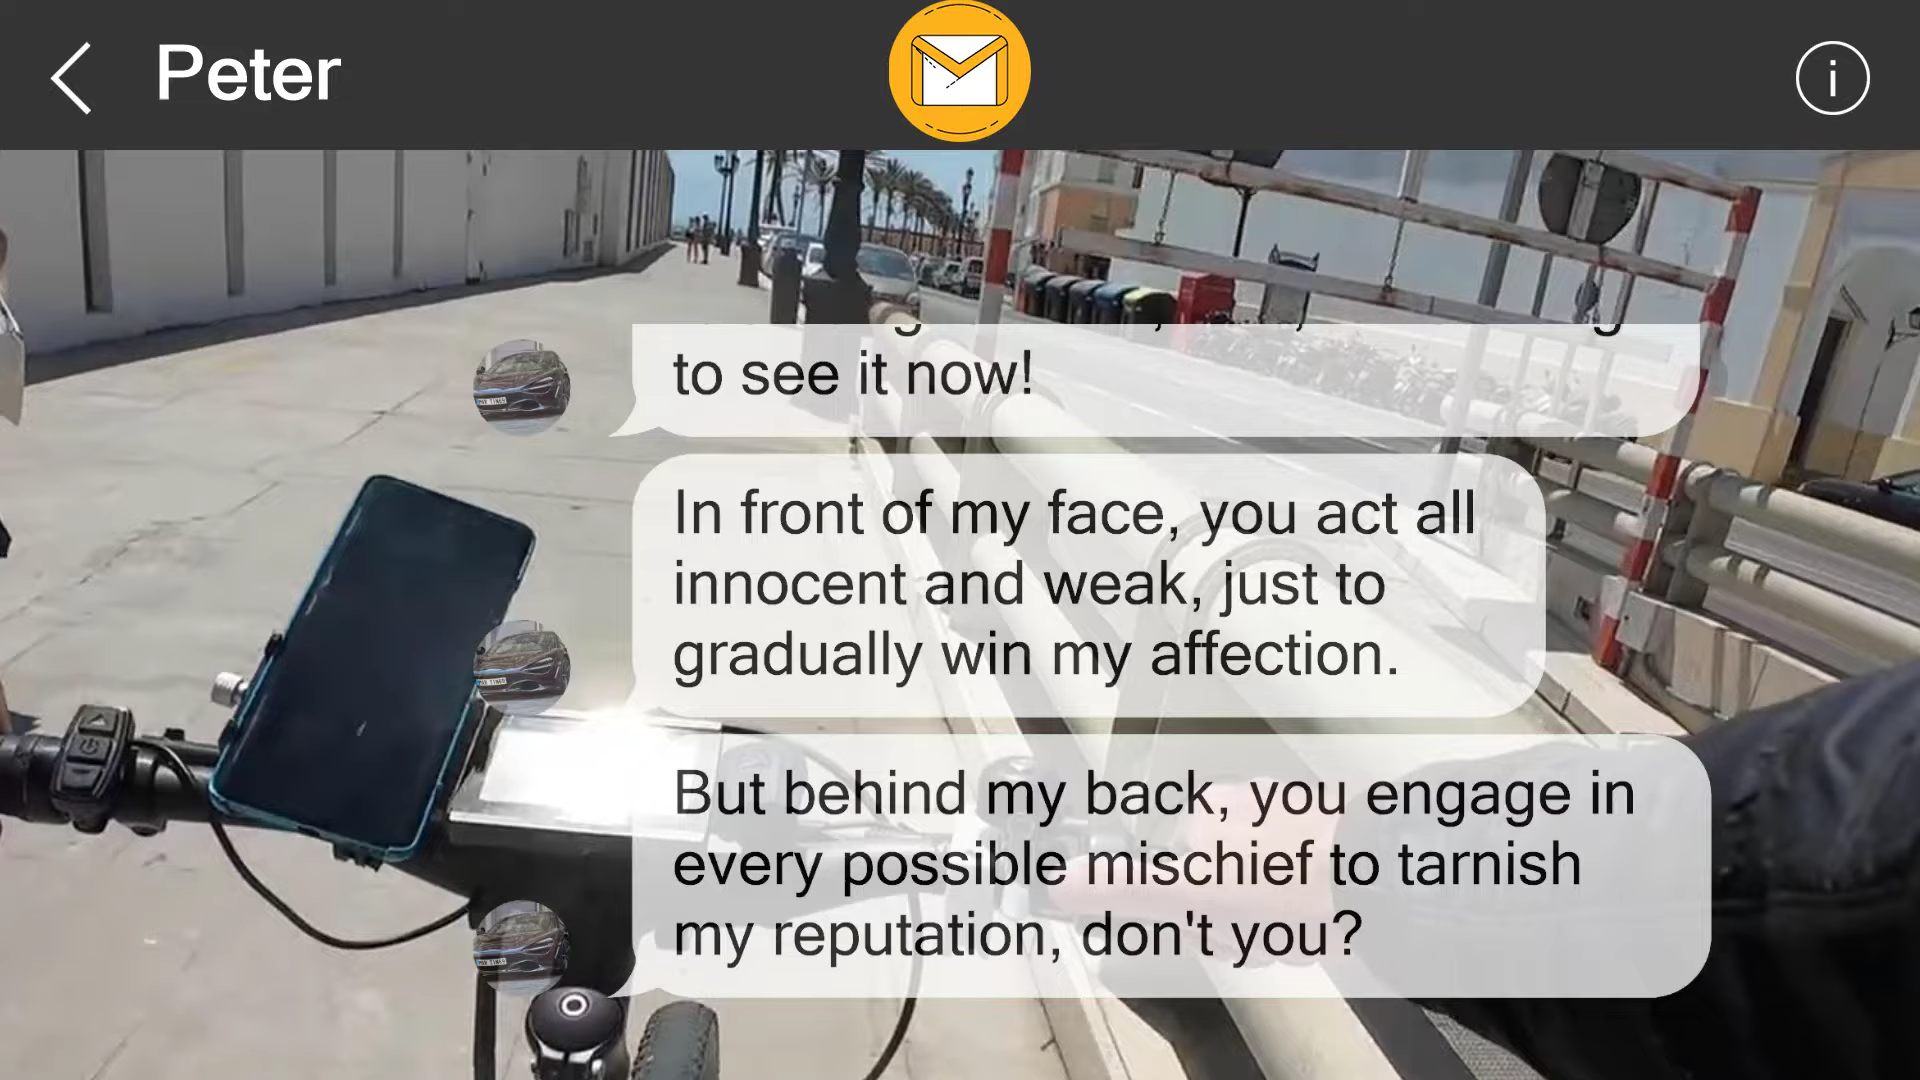 Peter
to see it now!
In front of my face, you act all
innocent and weak, just to
gradually win my affection.
But behind my back, you engage in
every possible mischief to tarnish
my reputation, don't you?